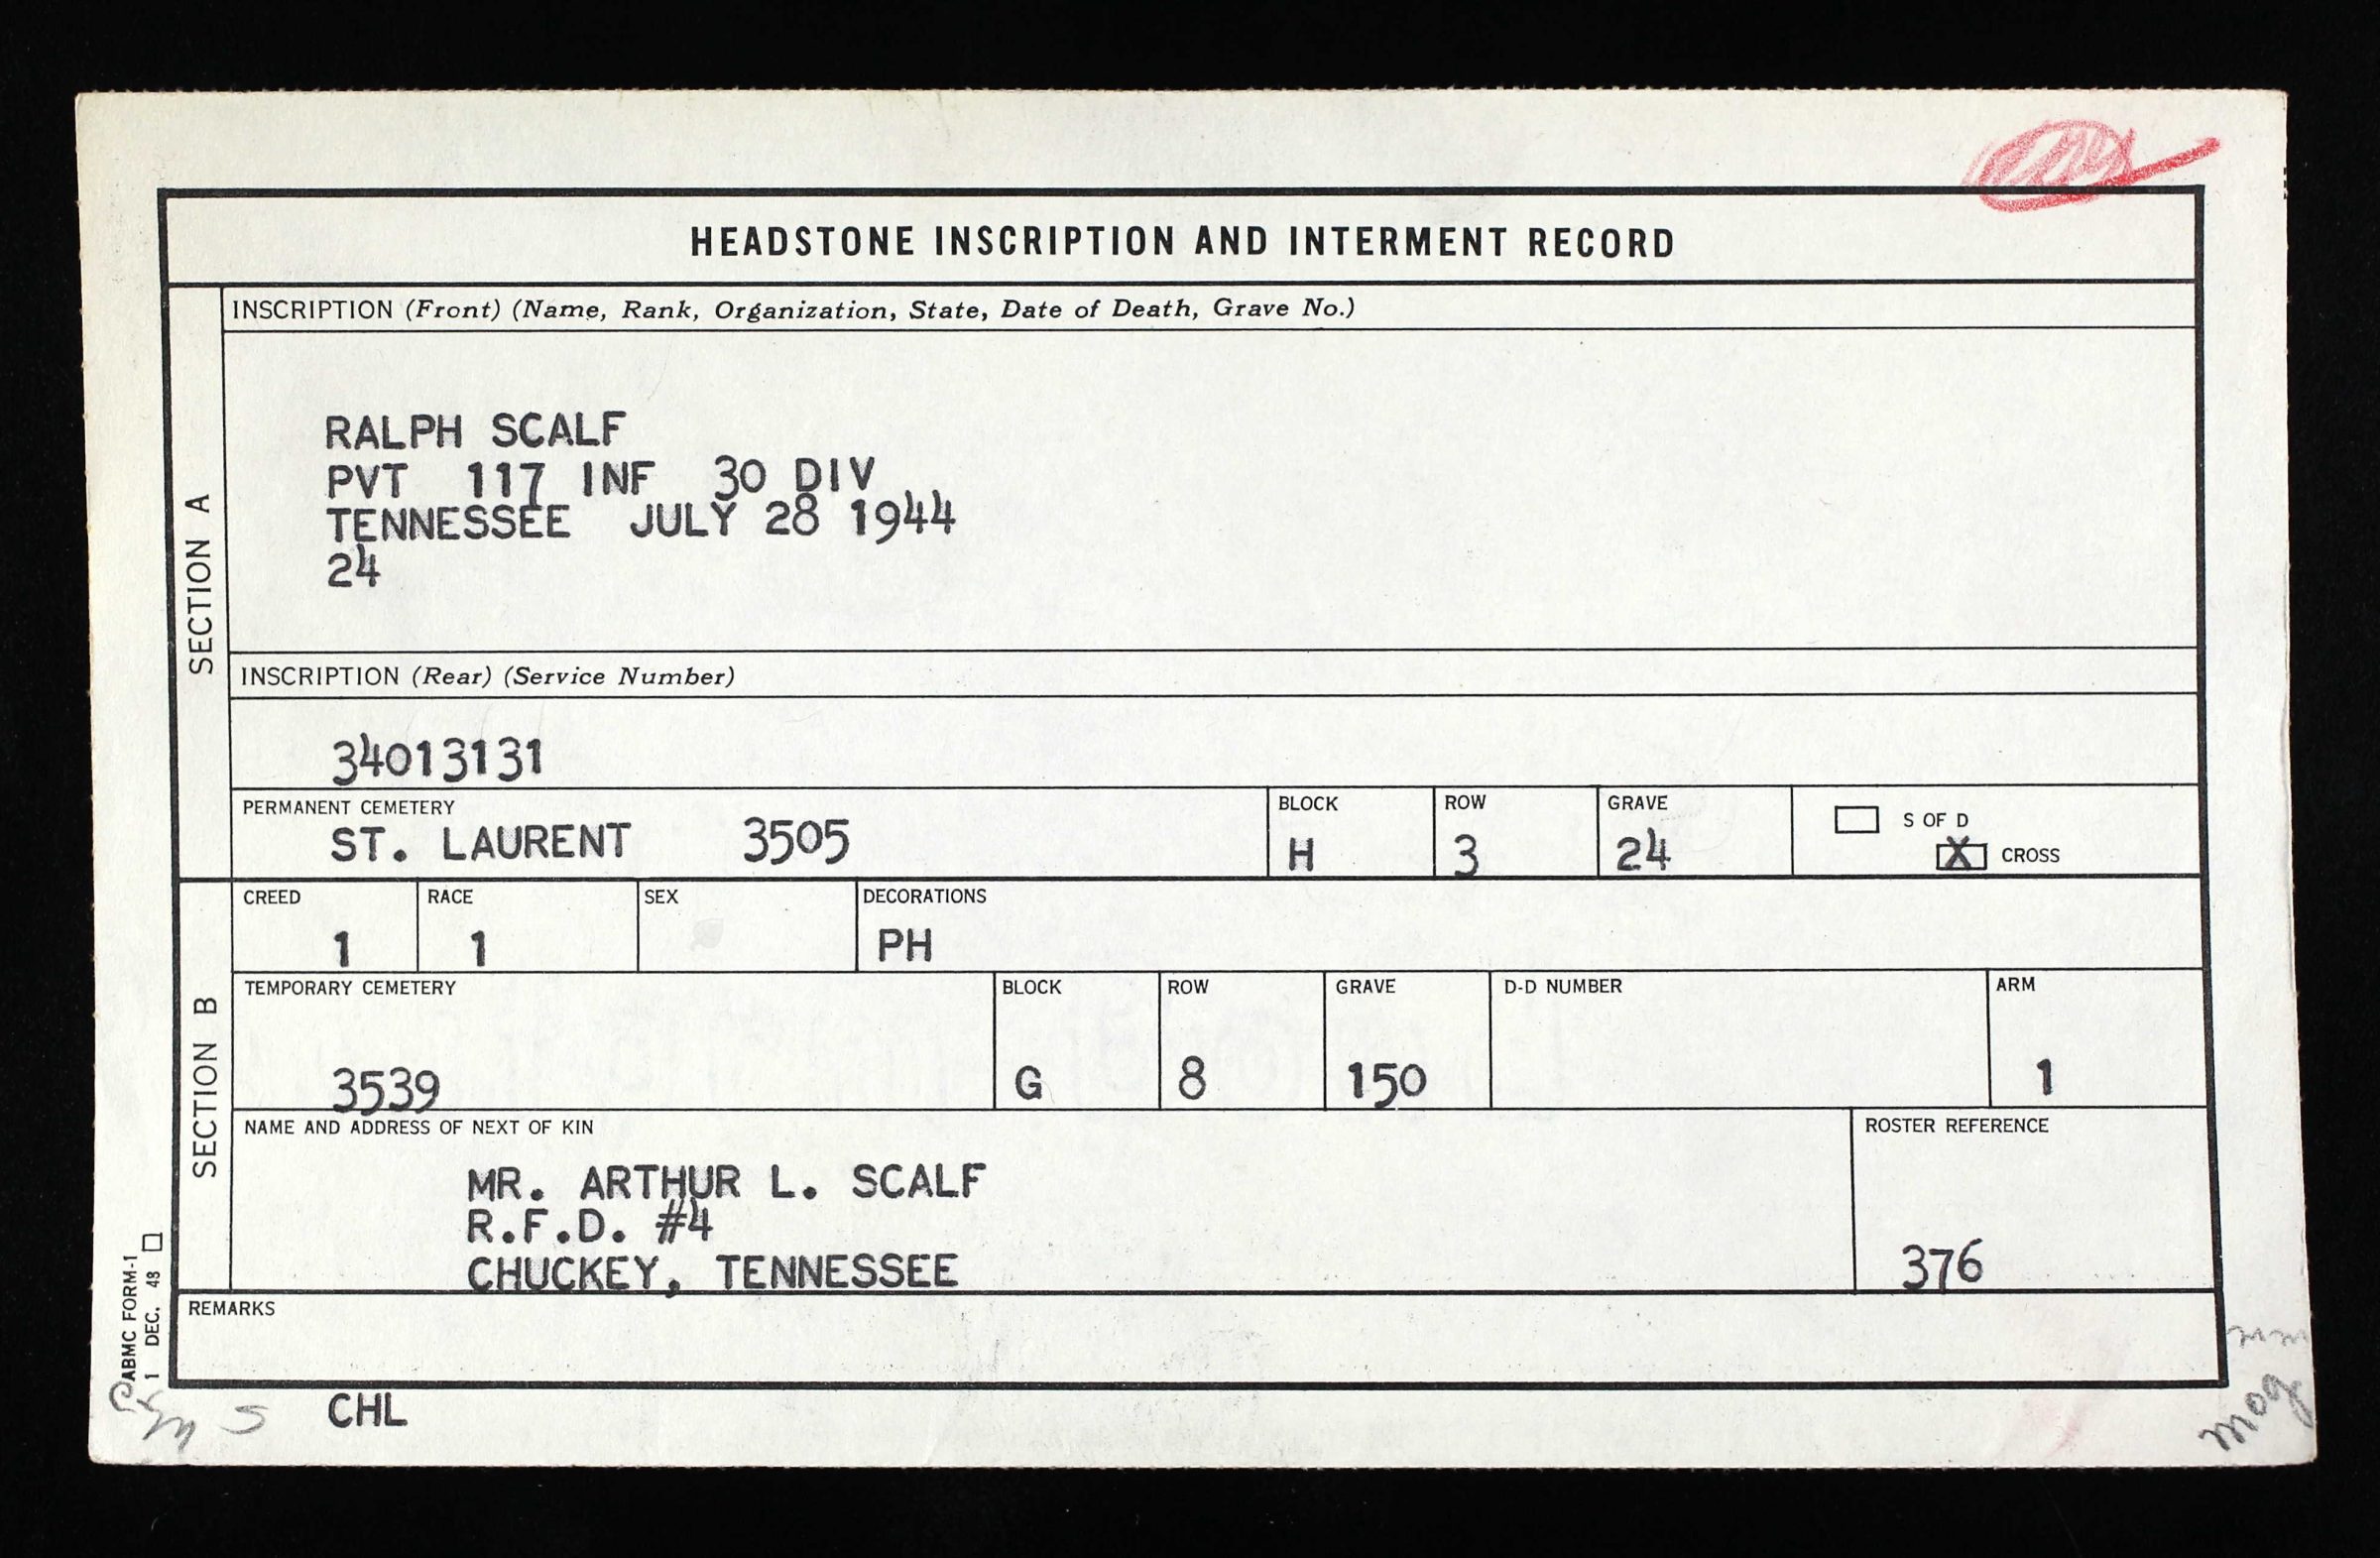 HEADSTONE INSCRIPTION AND INTERMENT RECORD
SECTION A
INSCRIPTION (Front) (Name, Rank, Organization, State, Date of Death, Grave No.)
RALPH SCALF
PVT 117 INF 30 DIV
TENNESSEE JULY 28 1944
24
INSCRIPTION (Rear) (Service Number)
34013131
PERMANENT CEMETERY
ST. LAURENT 3505
BLOCK
H
ROW
3
GRAVE
24
S OF D
X CROSS
SECTION B
CREED
1
RACE
1
SEX
DECORATIONS
PH
TEMPORARY CEMETERY
3539
BLOCK
G
ROW
8
GRAVE
150
D-D NUMBER
ARM
1
NAME AND ADDRESS OF NEXT OF KIN
MR. ARTHUR L. SCALF
R.F.D. #4
CHUCKEY, TENNESSEE
ROSTER REFERENCE
376
REMARKS
ABMC FORM-1
1 DEC. 48
CHL